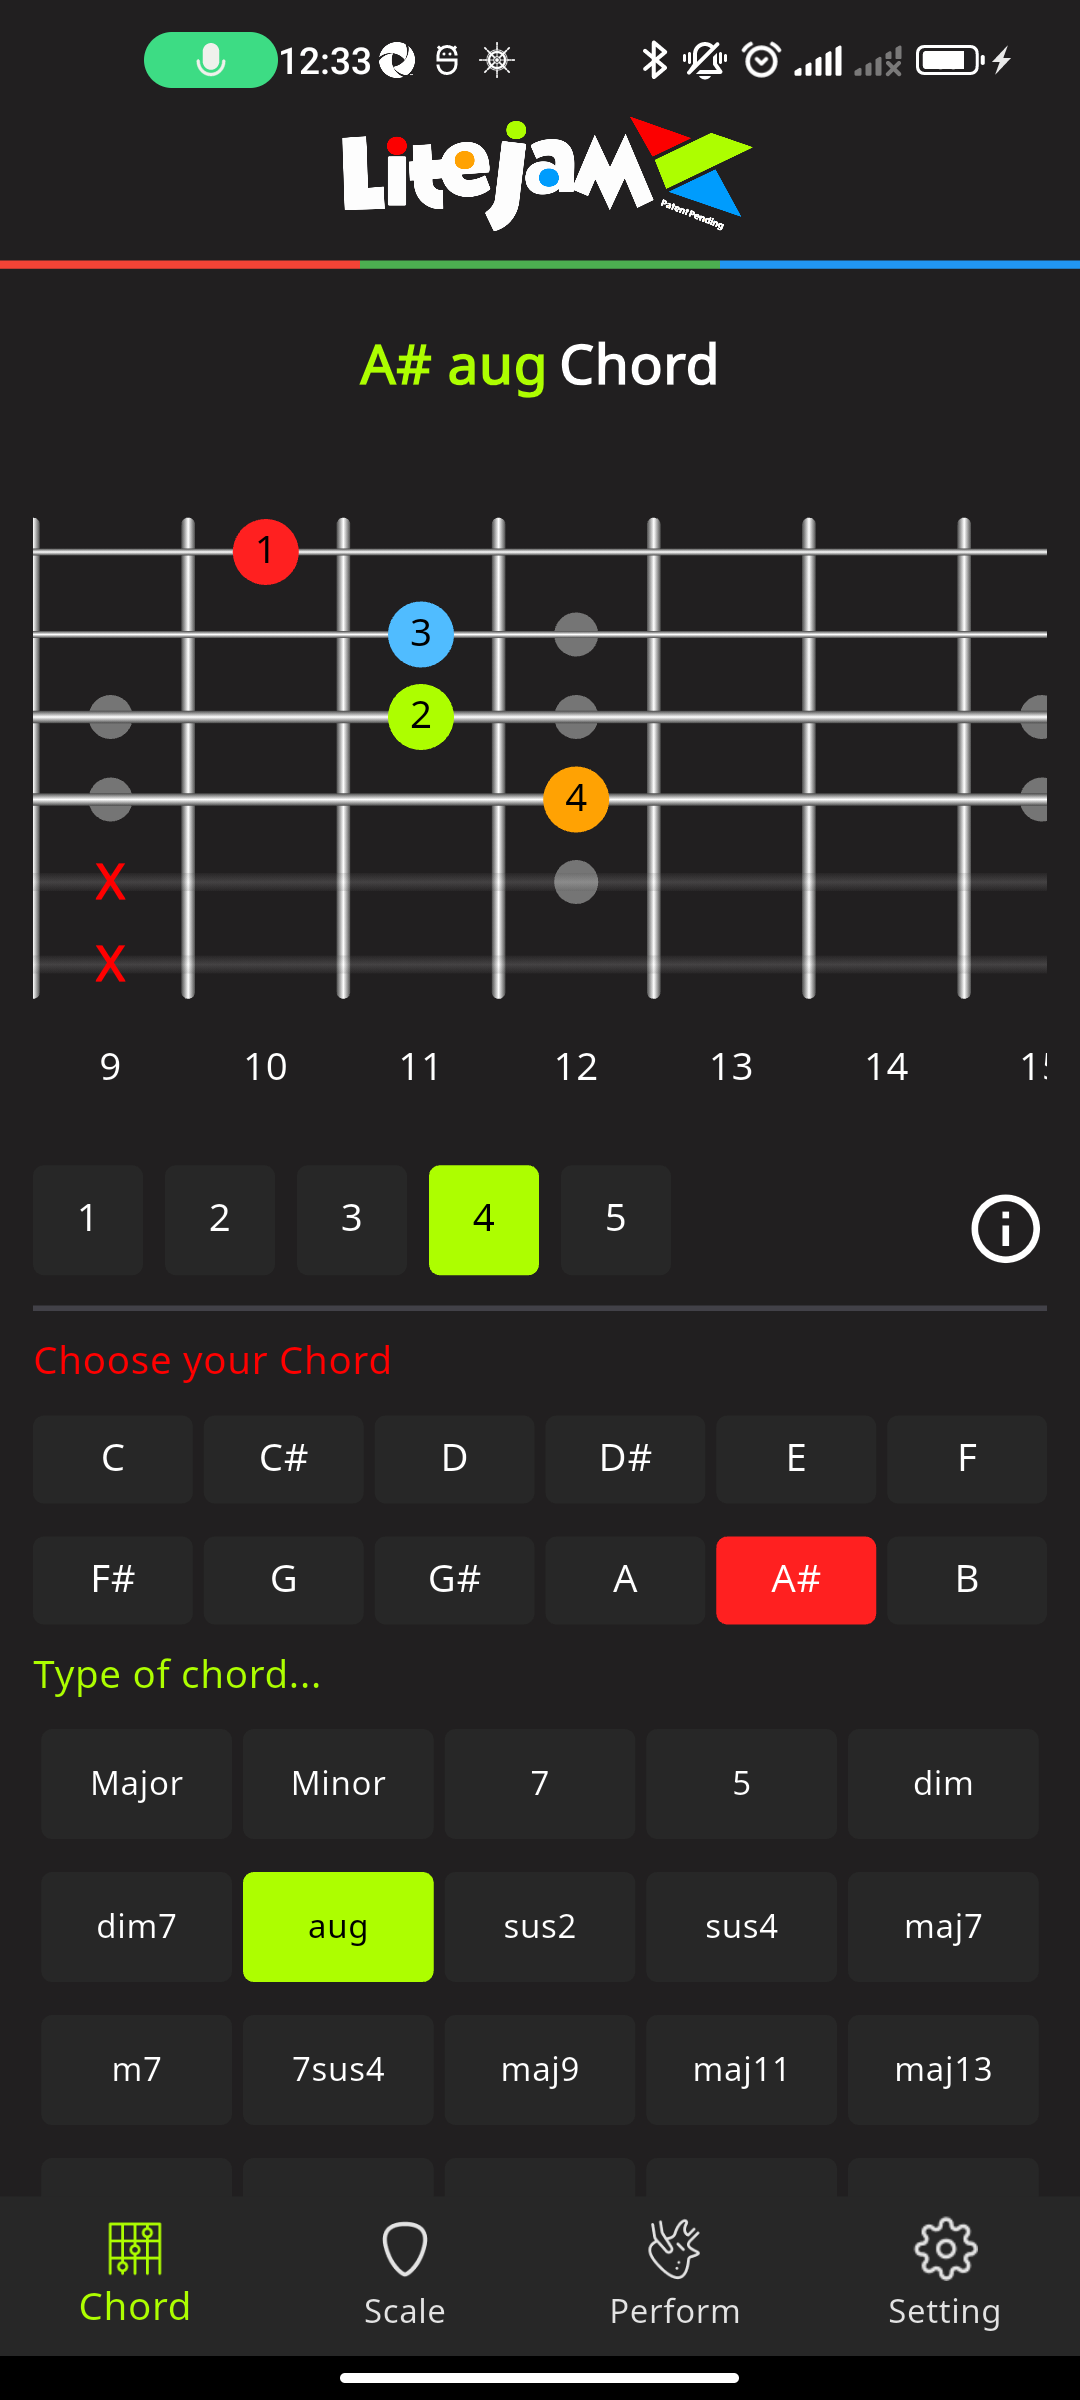 12:33
Litejam
Patent Pending
A# aug Chord
1
3
2
4
X
X
9 10 11 12 13 14 15
1 2 3 4 5
Choose your Chord
C C# D D# E F
F# G G# A A# B
Type of chord...
Major Minor 7 5 dim
dim7 aug sus2 sus4 maj7
m7 7sus4 maj9 maj11 maj13
Chord Scale Perform Setting